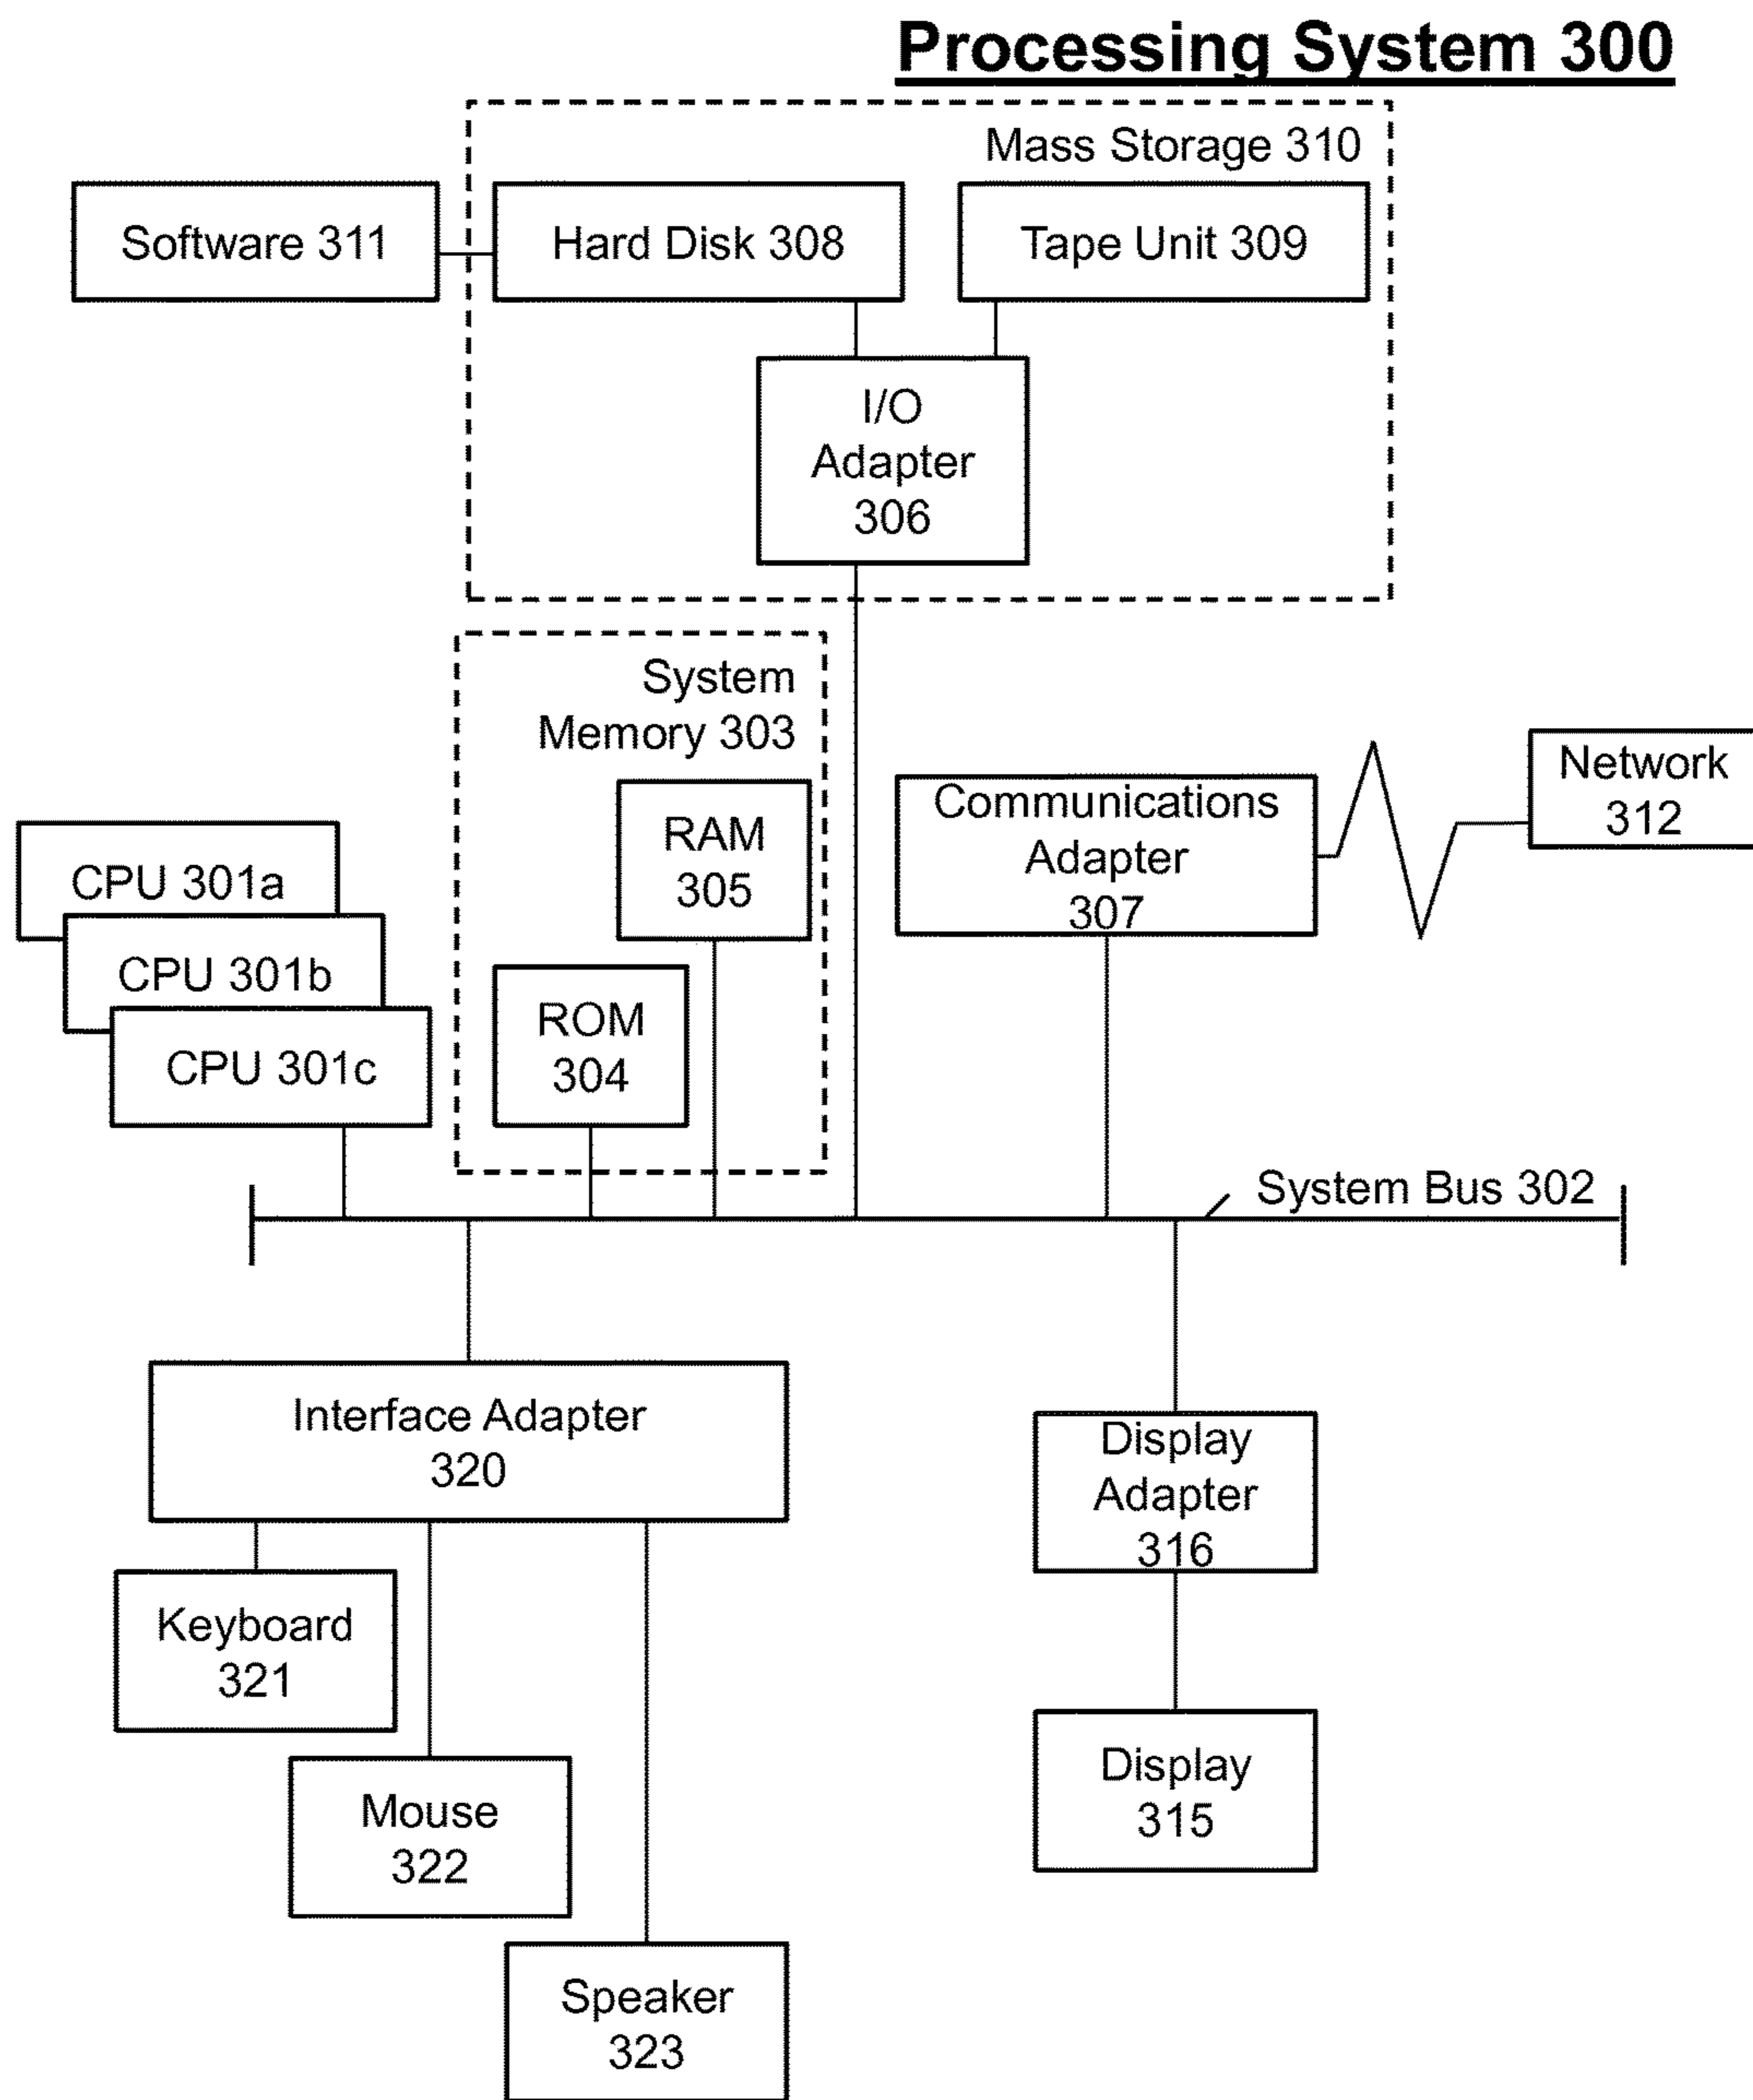 Processing System 300
Mass Storage 310
Software 311
Hard Disk 308
Tape Unit 309
I/O
Adapter
306
System
Memory 303
RAM
305
ROM
304
Communications
Adapter
307
Network
312
CPU 301a
CPU 301b
CPU 301c
System Bus 302
Interface Adapter
320
Display
Adapter
316
Keyboard
321
Mouse
322
Speaker
323
Display
315